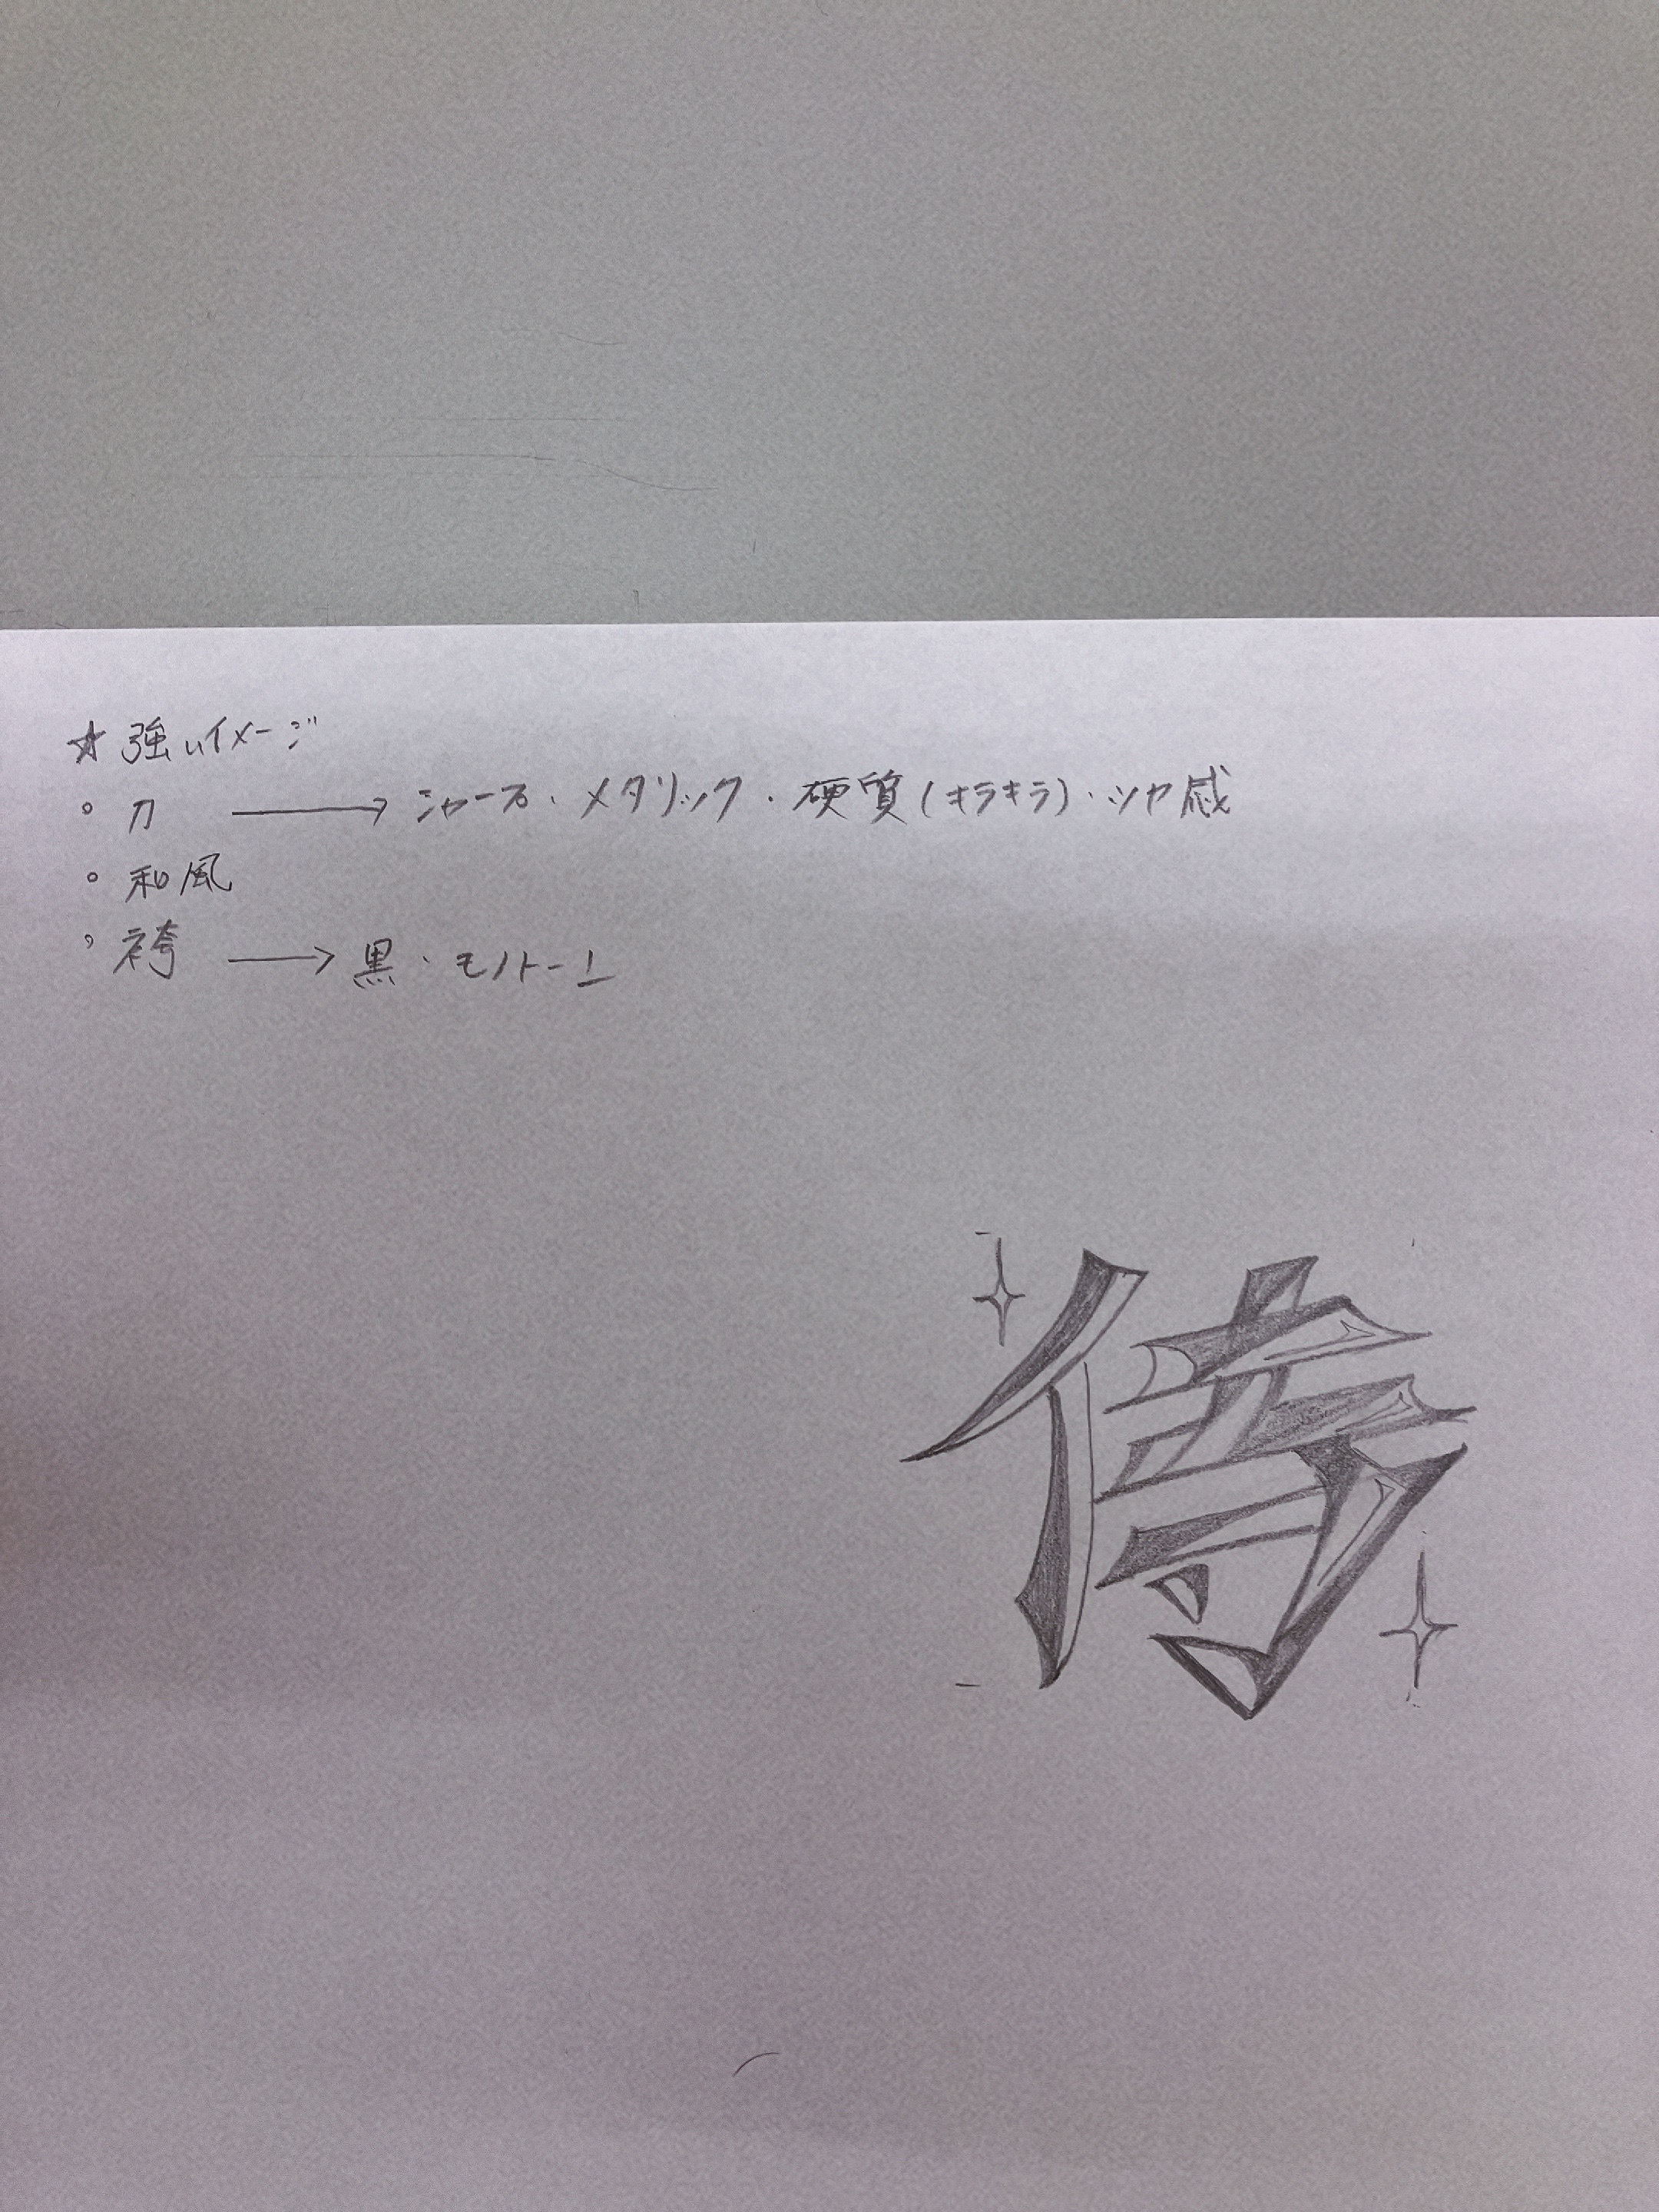 ☆ 強いイメージ
。刀 → シャープ・メタリック・硬質(キラキラ)・ツヤ感
。和風
。袴 → 黒・モノトーン
侍